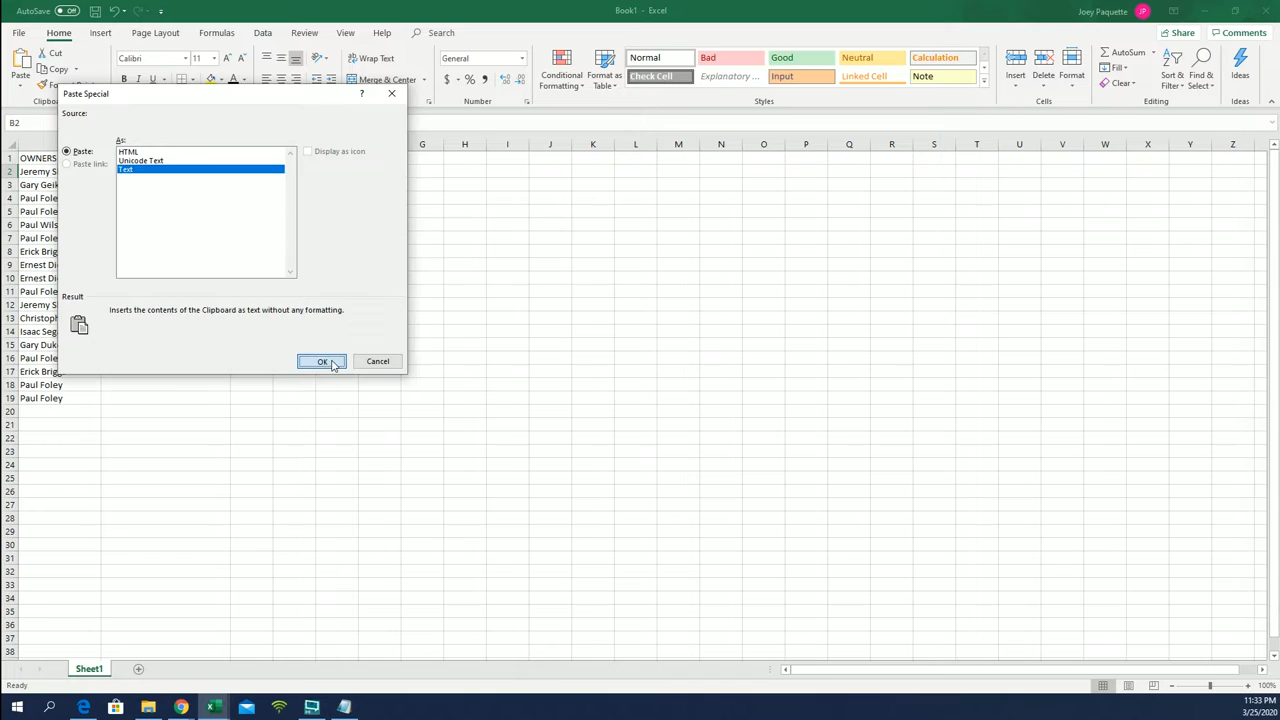 AutoSave Off Book1 - Excel Joey Paquette JP
File Home Insert Page Layout Formulas Data Review View Help Search Share Comments
Paste Cut Copy Calibri 11 Wrap Text General Conditional Formatting Format as Table Normal Bad Good Neutral Calculation Insert Delete Format AutoSum Sort & Filter Find & Select Ideas
B U Merge & Center $ % , Check Cell Explanatory ... Input Linked Cell Note Fill Clear
Number Styles Cells Editing Ideas
Paste Special ? ×
B2
Source:
As:
Paste: HTML Display as icon
Paste link: Unicode Text
Text
Result
Inserts the contents of the Clipboard as text without any formatting.
OK Cancel
G H I J K L M N O P Q R S T U V W X Y Z
1 OWNERS
2 Jeremy S
3 Gary Geik
4 Paul Fole
5 Paul Fole
6 Paul Wils
7 Paul Fole
8 Erick Brig
9 Ernest Di
10 Ernest Di
11 Paul Fole
12 Jeremy S
13 Christoph
14 Isaac Seg
15 Gary Duk
16 Paul Fole
17 Erick Brigg
18 Paul Foley
19 Paul Foley
20
21
22
23
24
25
26
27
28
29
30
31
32
33
34
35
36
37
38
Sheet1
Ready 100%
11:33 PM
3/25/2020